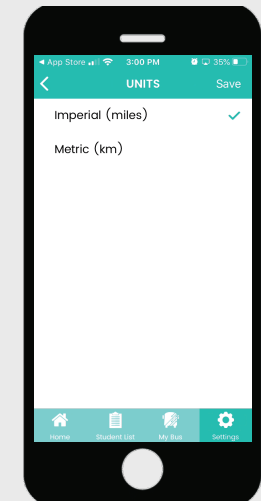 App Store 3:00 PM 35%
UNITS Save
Imperial (miles)
Metric (km)
Home Student List My Bus Settings